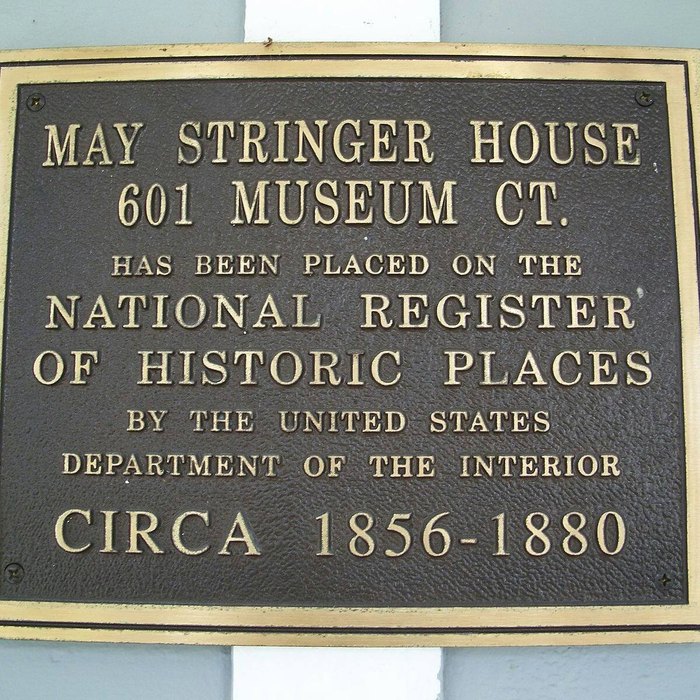 MAY STRINGER HOUSE
601 MUSEUM CT.
HAS BEEN PLACED ON THE
NATIONAL REGISTER
OF HISTORIC PLACES
BY THE UNITED STATES
DEPARTMENT OF THE INTERIOR
CIRCA 1856-1880